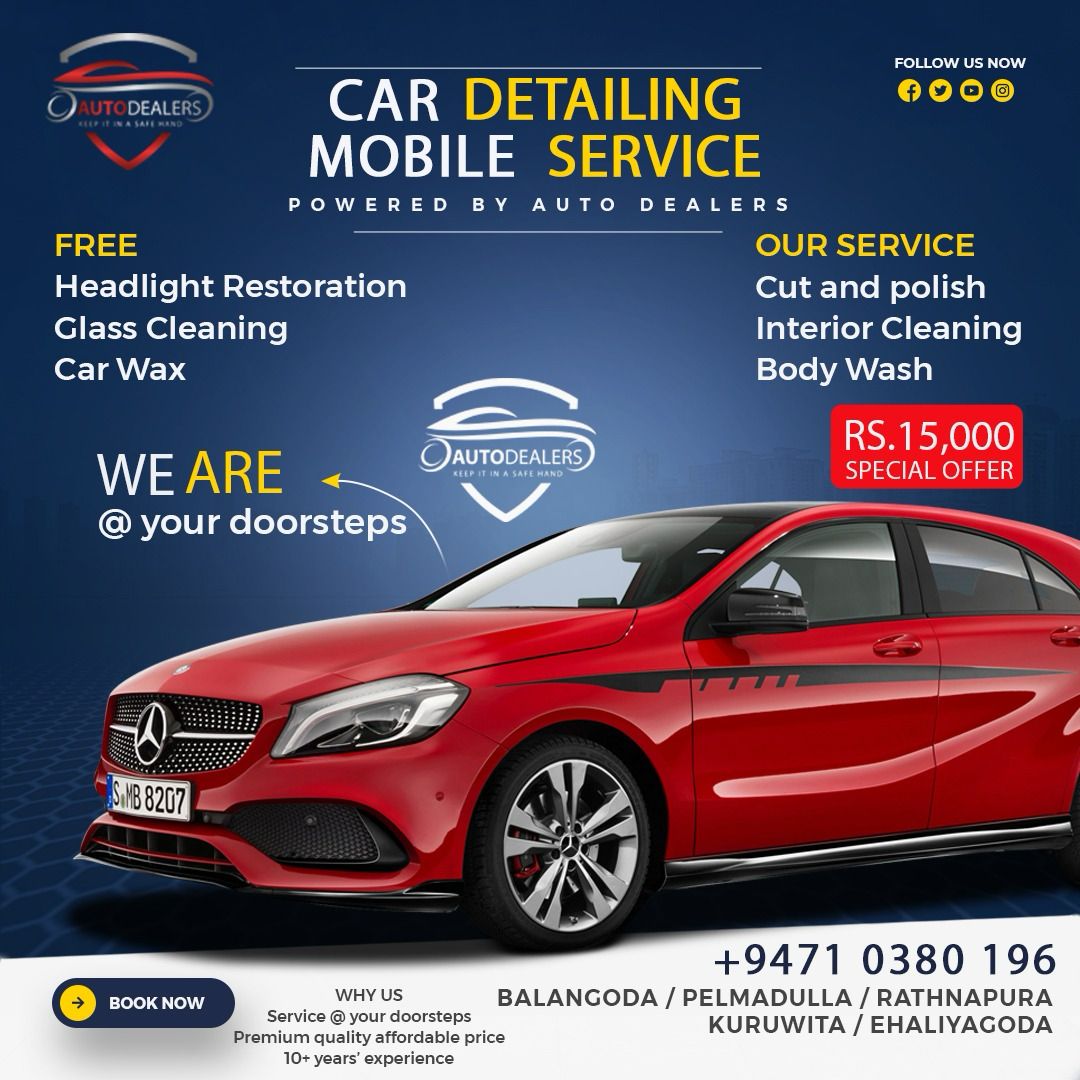 AUTODEALERS
KEEP IT IN A SAFE HAND
CAR DETAILING
MOBILE SERVICE
POWERED BY AUTO DEALERS
FOLLOW US NOW
FREE
Headlight Restoration
Glass Cleaning
Car Wax
OUR SERVICE
Cut and polish
Interior Cleaning
Body Wash
RS.15,000
SPECIAL OFFER
WE ARE
@ your doorsteps
AUTODEALERS
KEEP IT IN A SAFE HAND
S MB 8207
+9471 0380 196
BALANGODA / PELMADULLA / RATHNAPURA
KURUWITA / EHALIYAGODA
BOOK NOW
WHY US
Service @ your doorsteps
Premium quality affordable price
10+ years’ experience